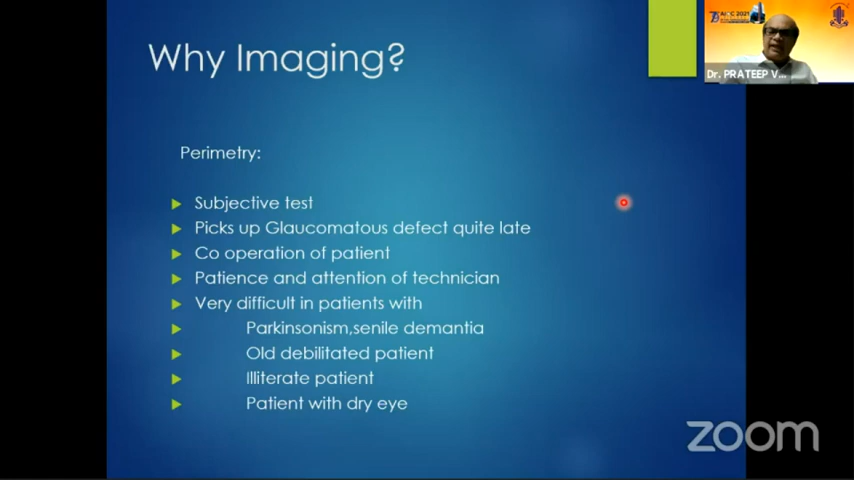 Why Imaging?
Perimetry:
Subjective test
Picks up Glaucomatous defect quite late
Co operation of patient
Patience and attention of technician
Very difficult in patients with
Parkinsonism,senile demantia
Old debilitated patient
Illiterate patient
Patient with dry eye
2021
Dr. PRATEEP V...
zoom